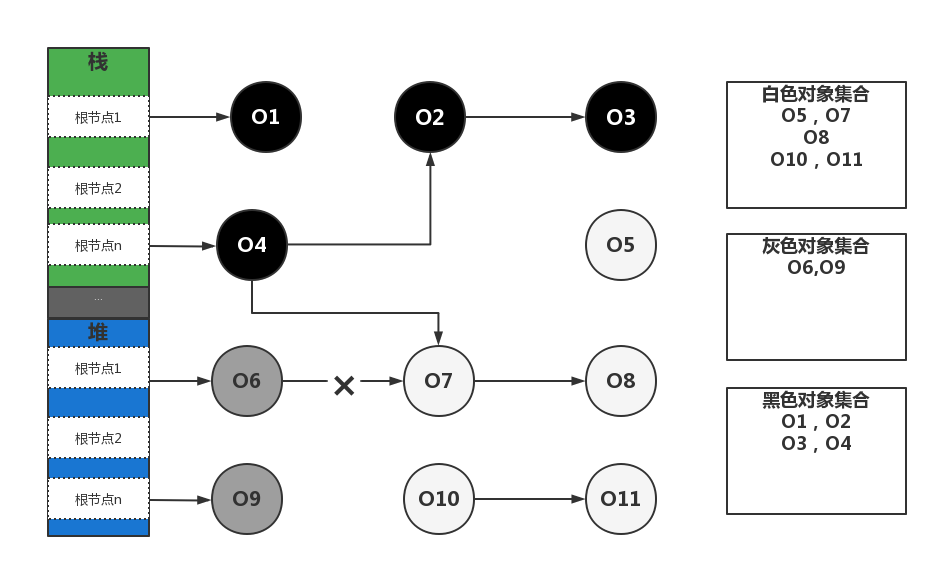 栈
根节点1
根节点2
根节点n
...
堆
根节点1
根节点2
根节点n
O1
O2
O3
O4
O5
O6
×
O7
O8
O9
O10
O11
白色对象集合
O5 , O7
O8
O10 , O11
灰色对象集合
O6,O9
黑色对象集合
O1 , O2
O3 , O4